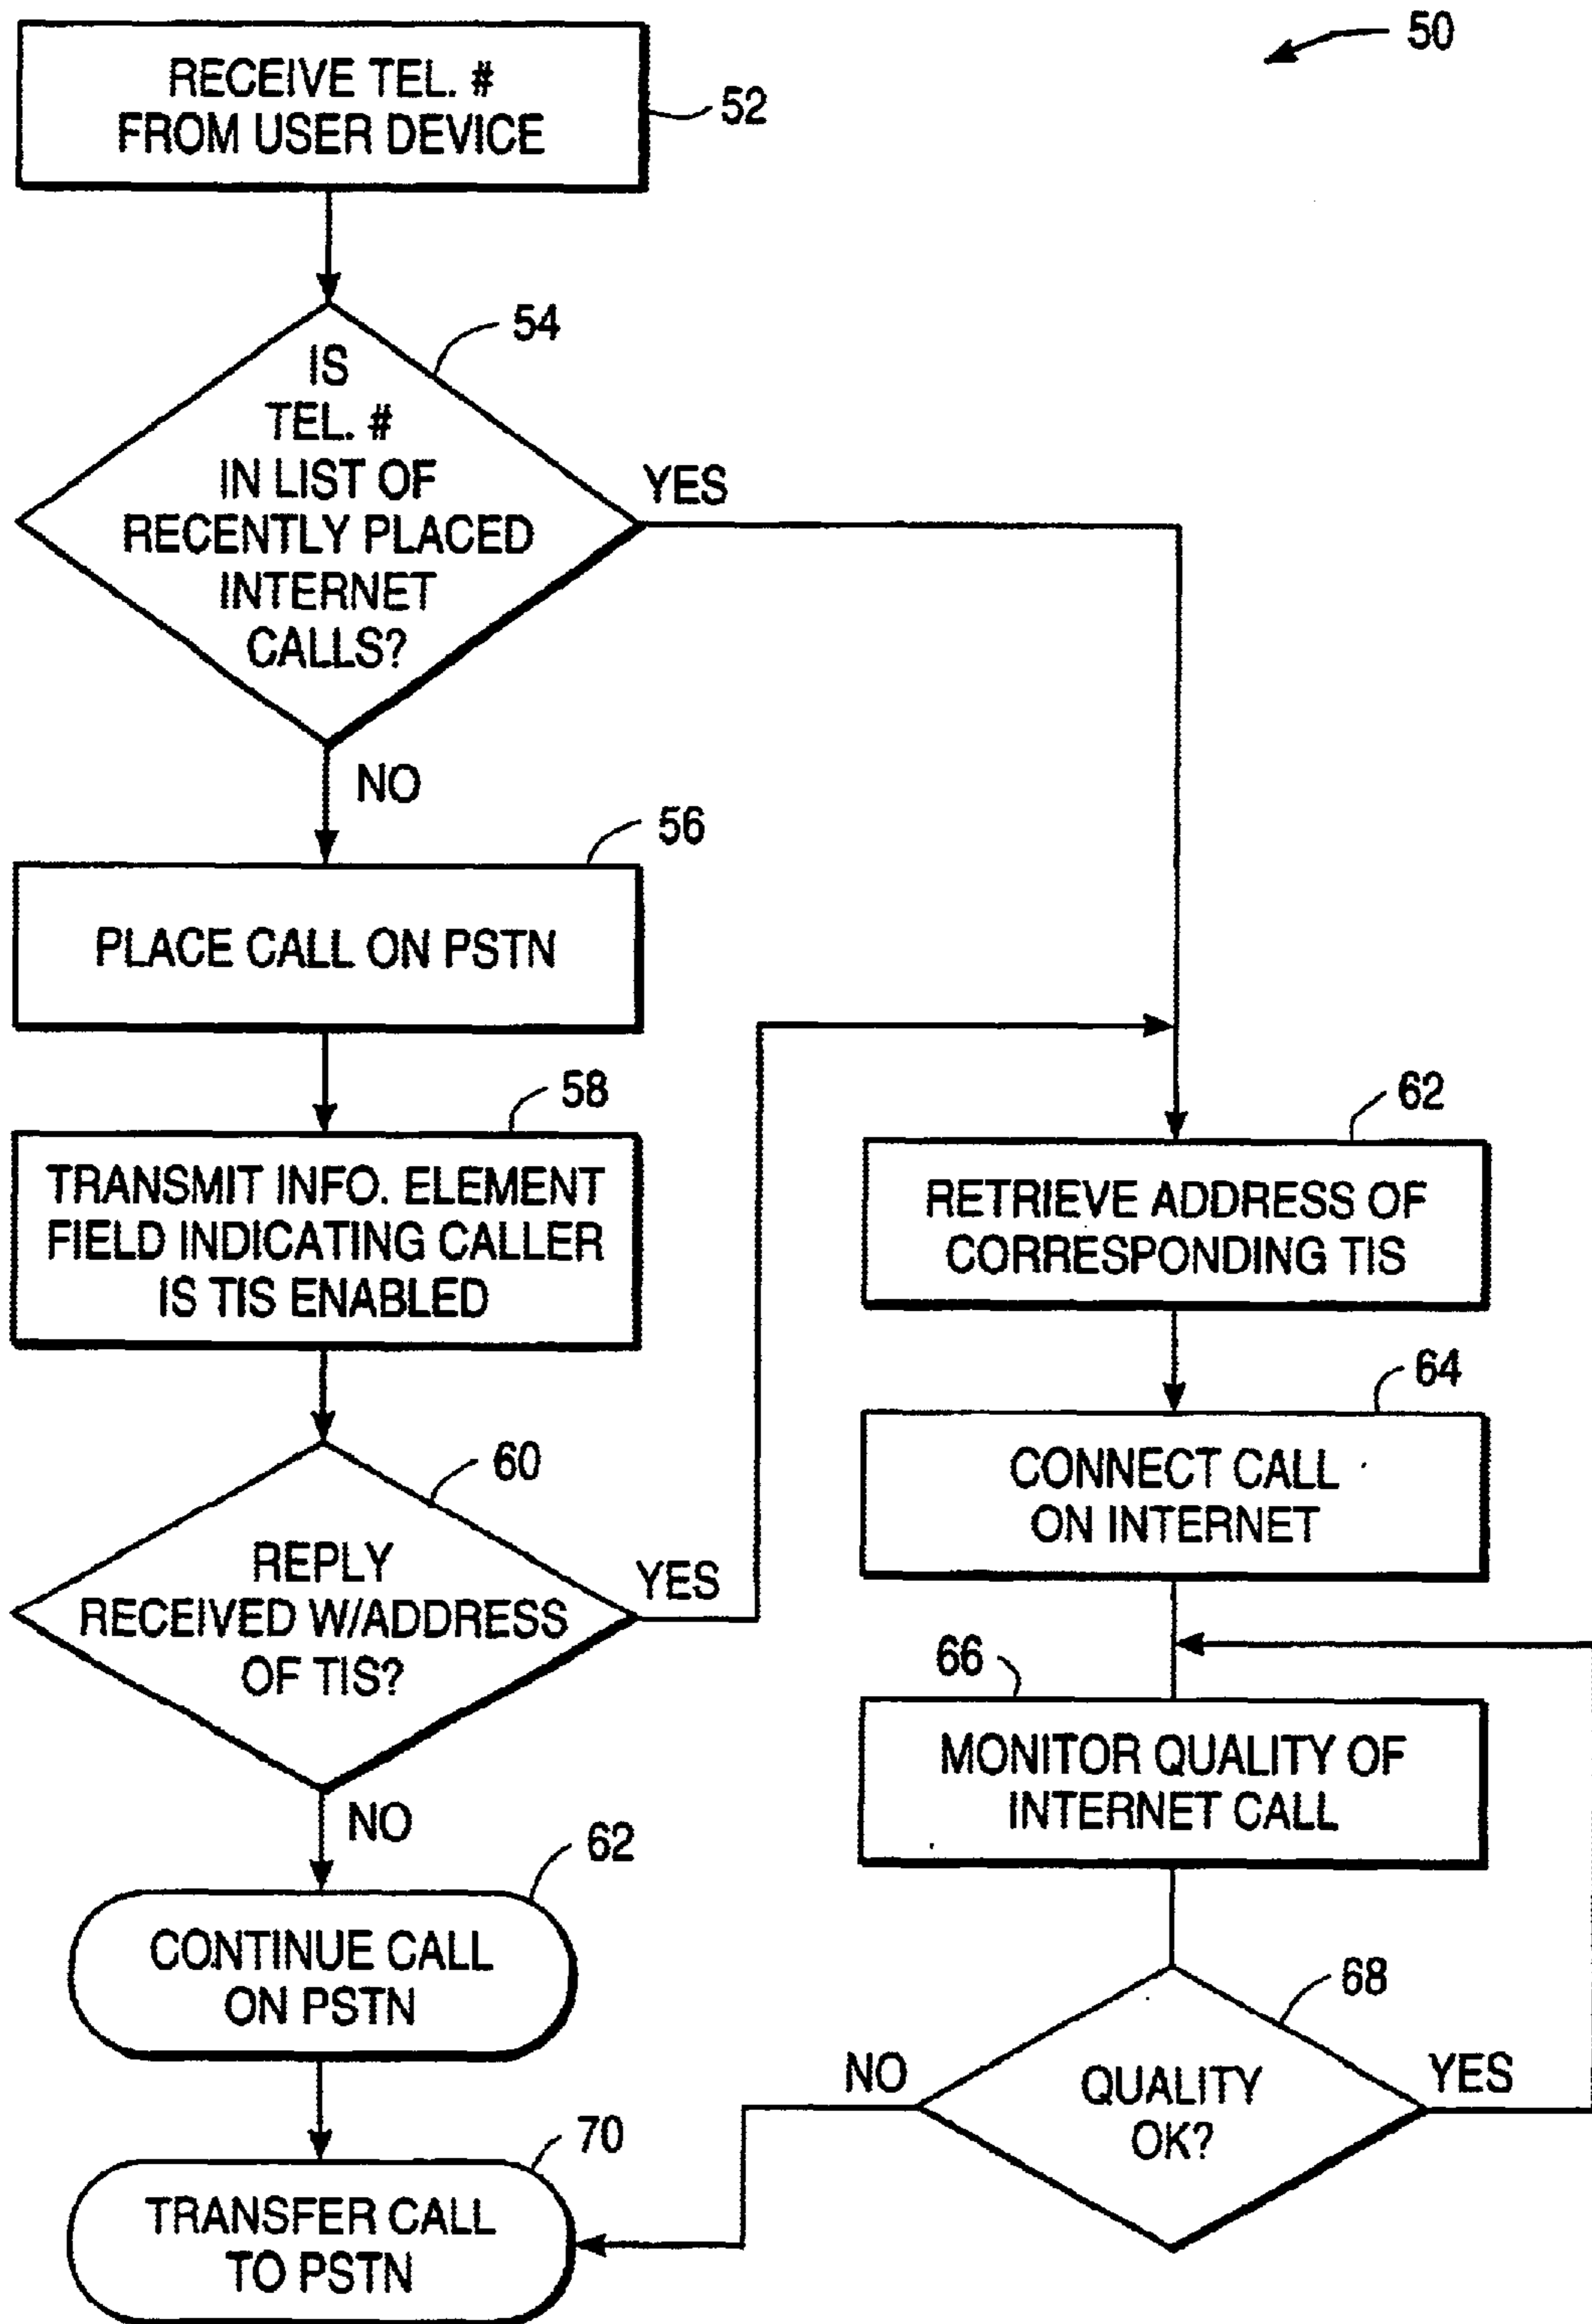 50
RECEIVE TEL. #
FROM USER DEVICE
52
54
IS
TEL. #
IN LIST OF
RECENTLY PLACED
INTERNET
CALLS?
YES
NO
56
PLACE CALL ON PSTN
58
TRANSMIT INFO. ELEMENT
FIELD INDICATING CALLER
IS TIS ENABLED
60
REPLY
RECEIVED W/ADDRESS
OF TIS?
YES
NO
62
CONTINUE CALL
ON PSTN
70
TRANSFER CALL
TO PSTN
62
RETRIEVE ADDRESS OF
CORRESPONDING TIS
64
CONNECT CALL
ON INTERNET
66
MONITOR QUALITY OF
INTERNET CALL
68
QUALITY
OK?
NO
YES